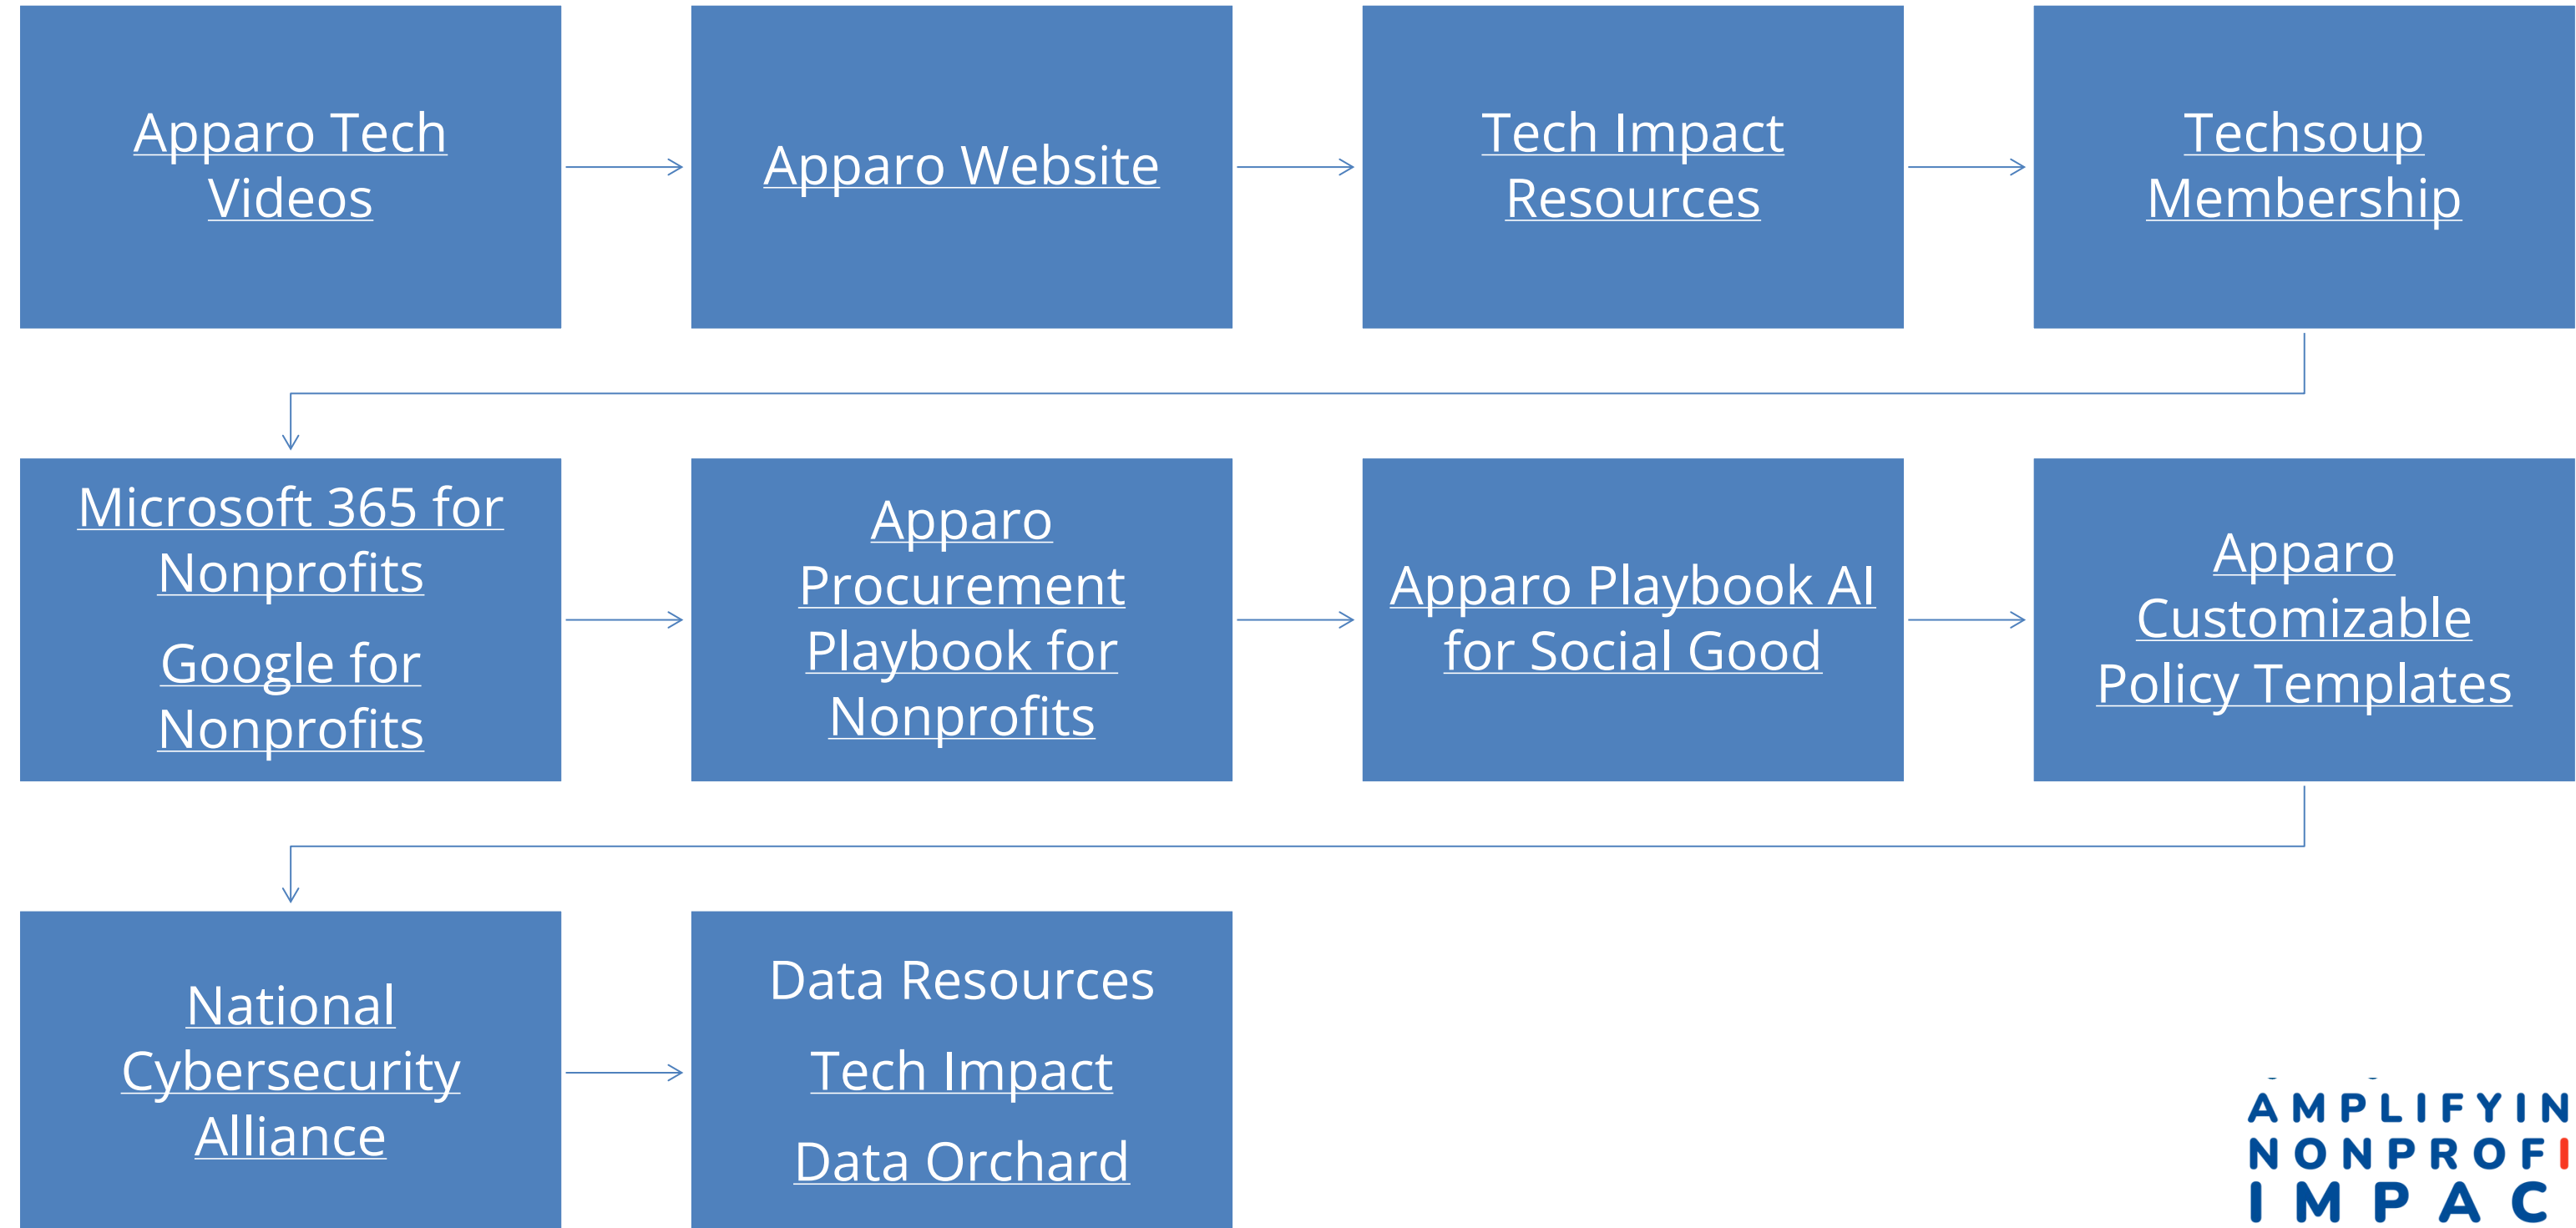 Apparo Tech
Videos
Apparo Website
Tech Impact
Resources
Techsoup
Membership
Microsoft 365 for
Nonprofits
Google for
Nonprofits
Apparo
Procurement
Playbook for
Nonprofits
Apparo Playbook AI
for Social Good
Apparo
Customizable
Policy Templates
National
Cybersecurity
Alliance
Data Resources
Tech Impact
Data Orchard
AMPLIFYIN
NONPROFI
IMPAC